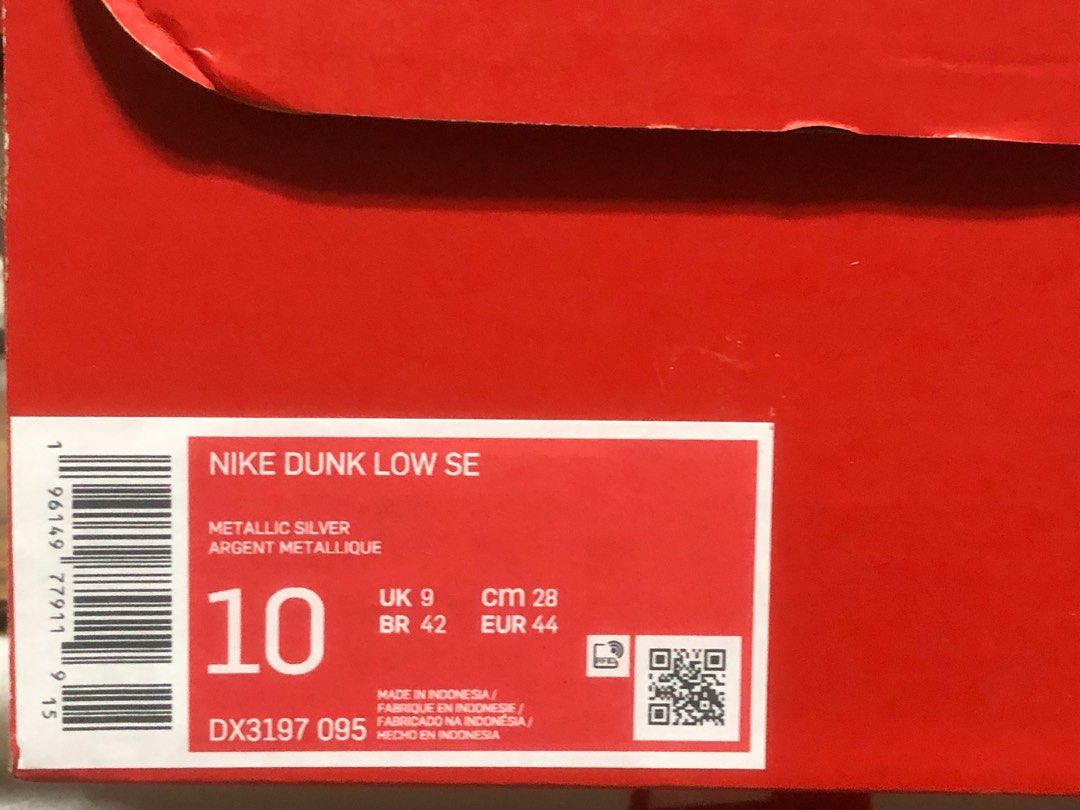 NIKE DUNK LOW SE
METALLIC SILVER
ARGENT METALLIQUE
10
UK 9
cm 28
BR 42
EUR 44
RFID
DX3197 095
MADE IN INDONESIA /
FABRIQUE EN INDONESIE /
FABRICADO NA INDONÉSIA /
HECHO EN INDONESIA
1 96149 77911 9 15